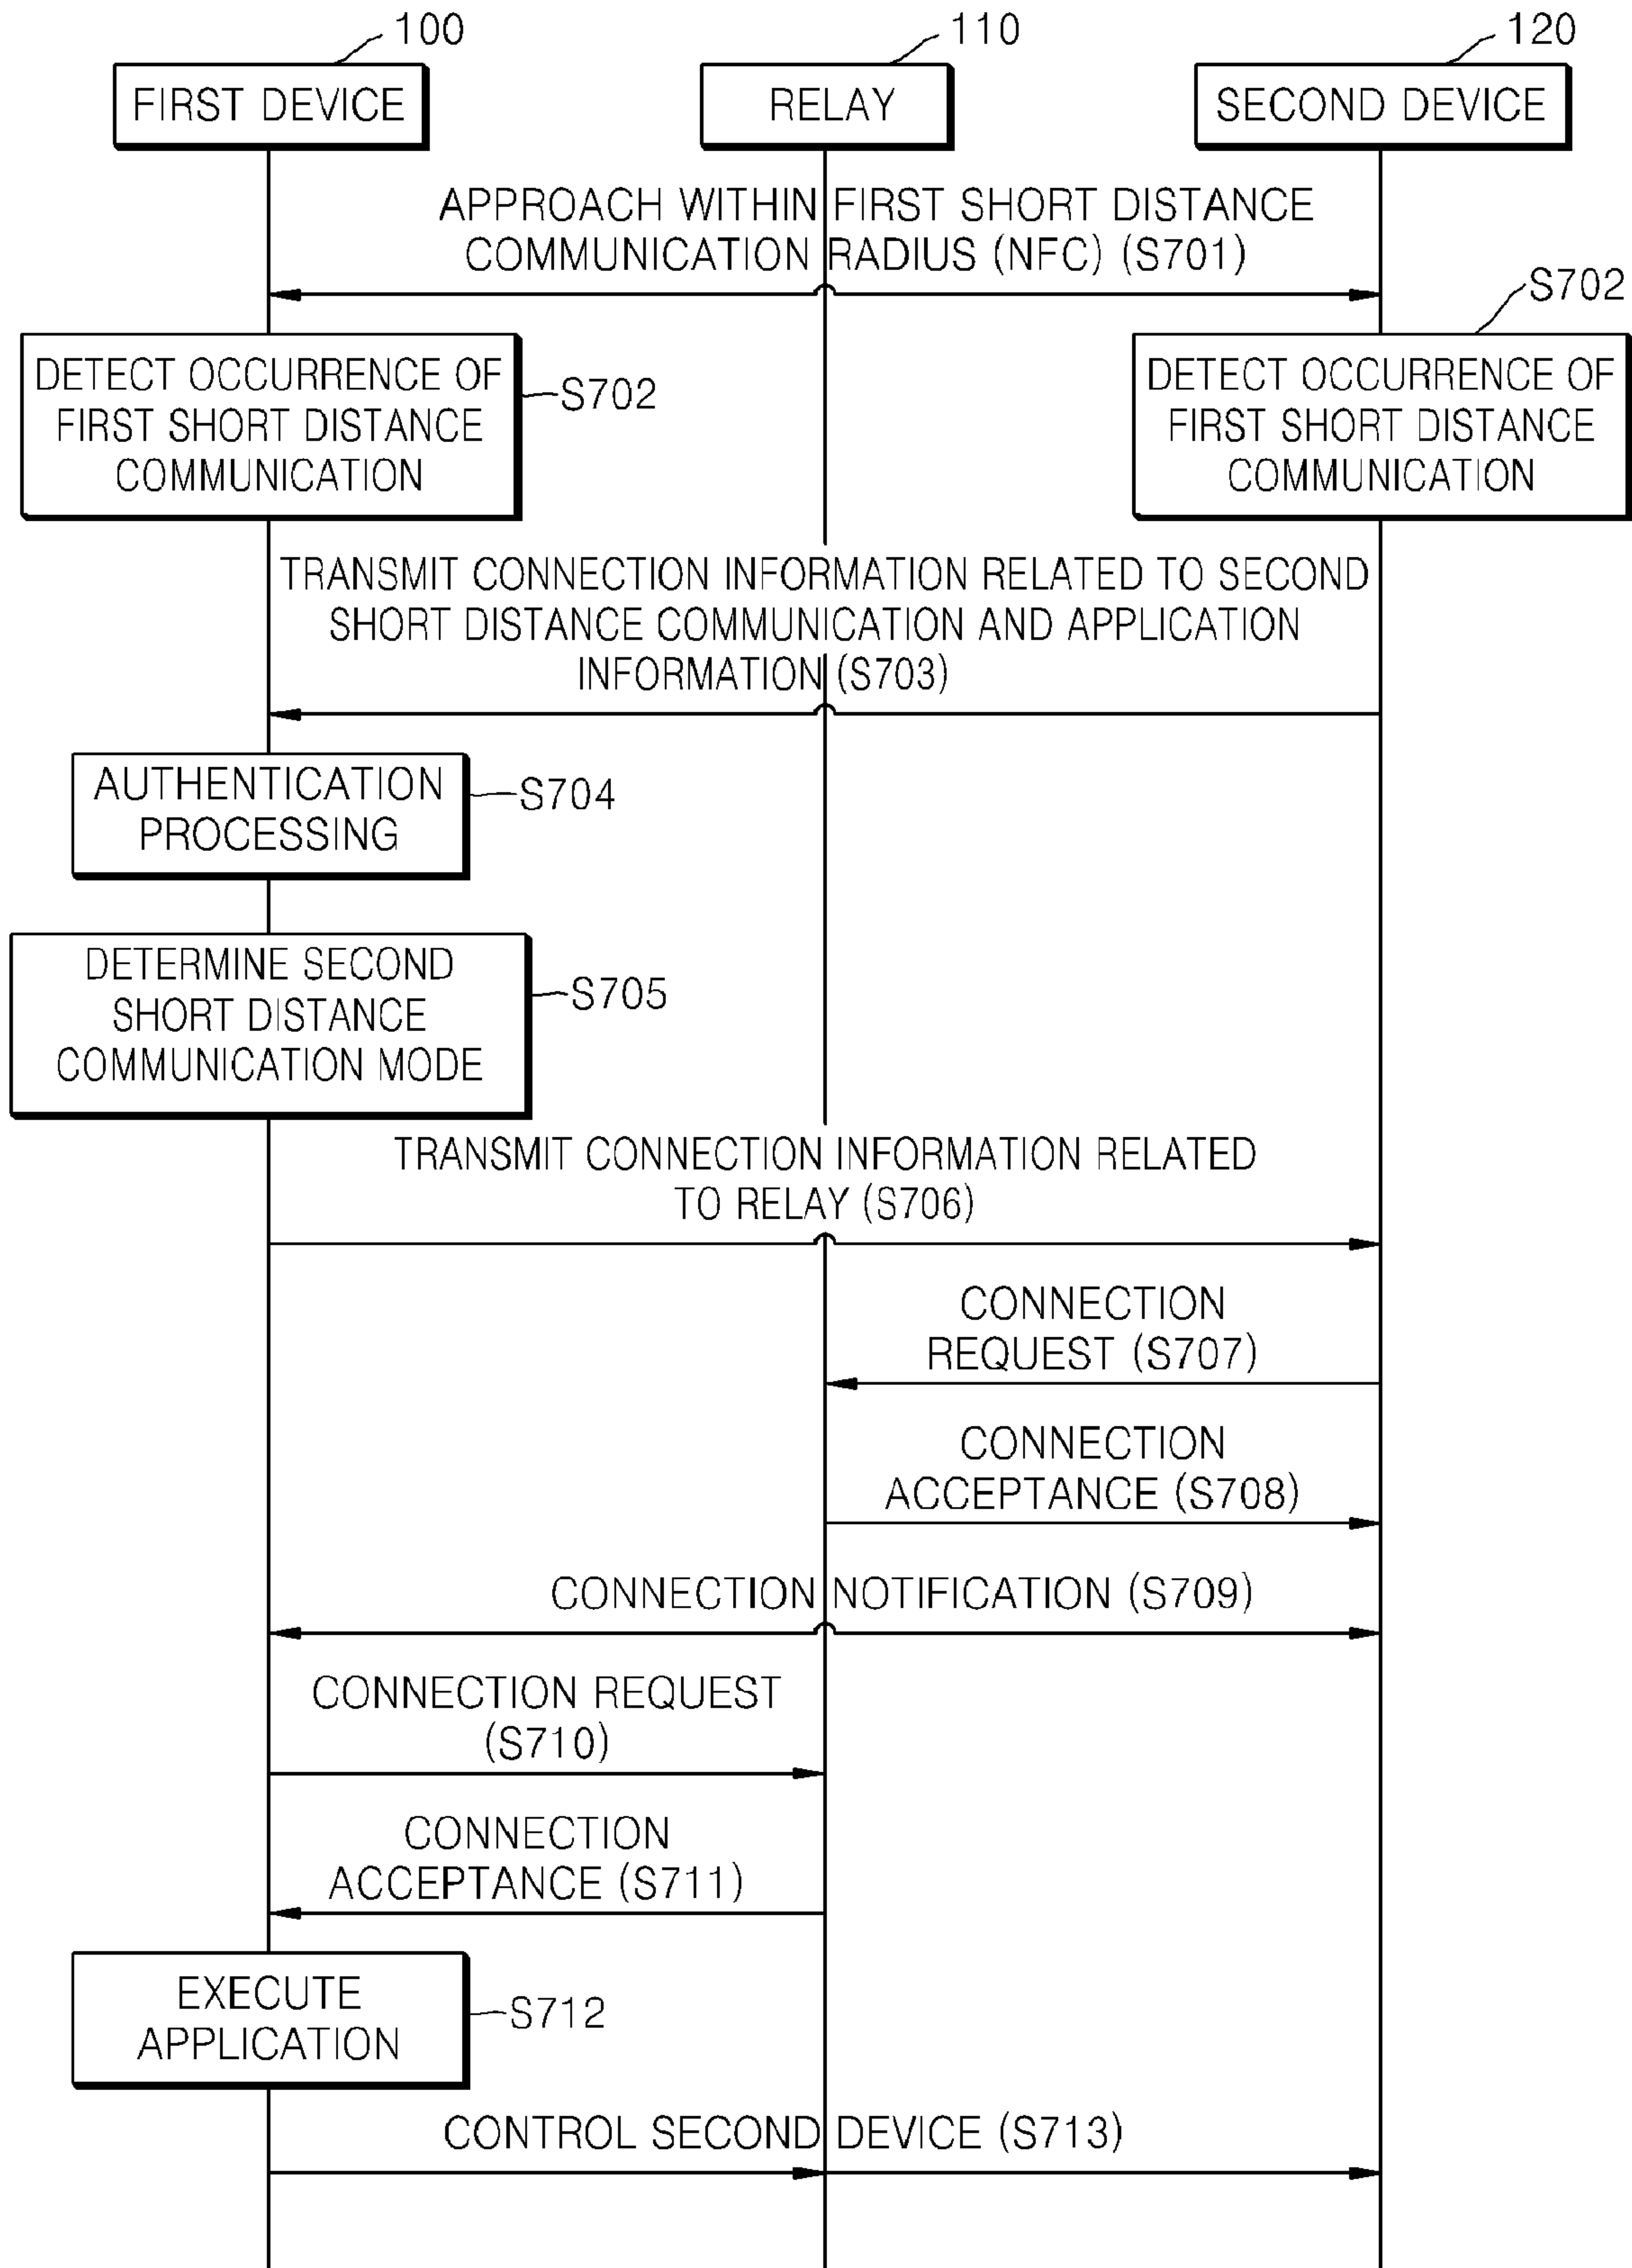 100
110
120
FIRST DEVICE
RELAY
SECOND DEVICE
APPROACH WITHIN FIRST SHORT DISTANCE
COMMUNICATION RADIUS (NFC) (S701)
S702
DETECT OCCURRENCE OF
FIRST SHORT DISTANCE
COMMUNICATION
S702
DETECT OCCURRENCE OF
FIRST SHORT DISTANCE
COMMUNICATION
TRANSMIT CONNECTION INFORMATION RELATED TO SECOND
SHORT DISTANCE COMMUNICATION AND APPLICATION
INFORMATION (S703)
AUTHENTICATION
PROCESSING
S704
DETERMINE SECOND
SHORT DISTANCE
COMMUNICATION MODE
S705
TRANSMIT CONNECTION INFORMATION RELATED
TO RELAY (S706)
CONNECTION
REQUEST (S707)
CONNECTION
ACCEPTANCE (S708)
CONNECTION NOTIFICATION (S709)
CONNECTION REQUEST
(S710)
CONNECTION
ACCEPTANCE (S711)
EXECUTE
APPLICATION
S712
CONTROL SECOND DEVICE (S713)